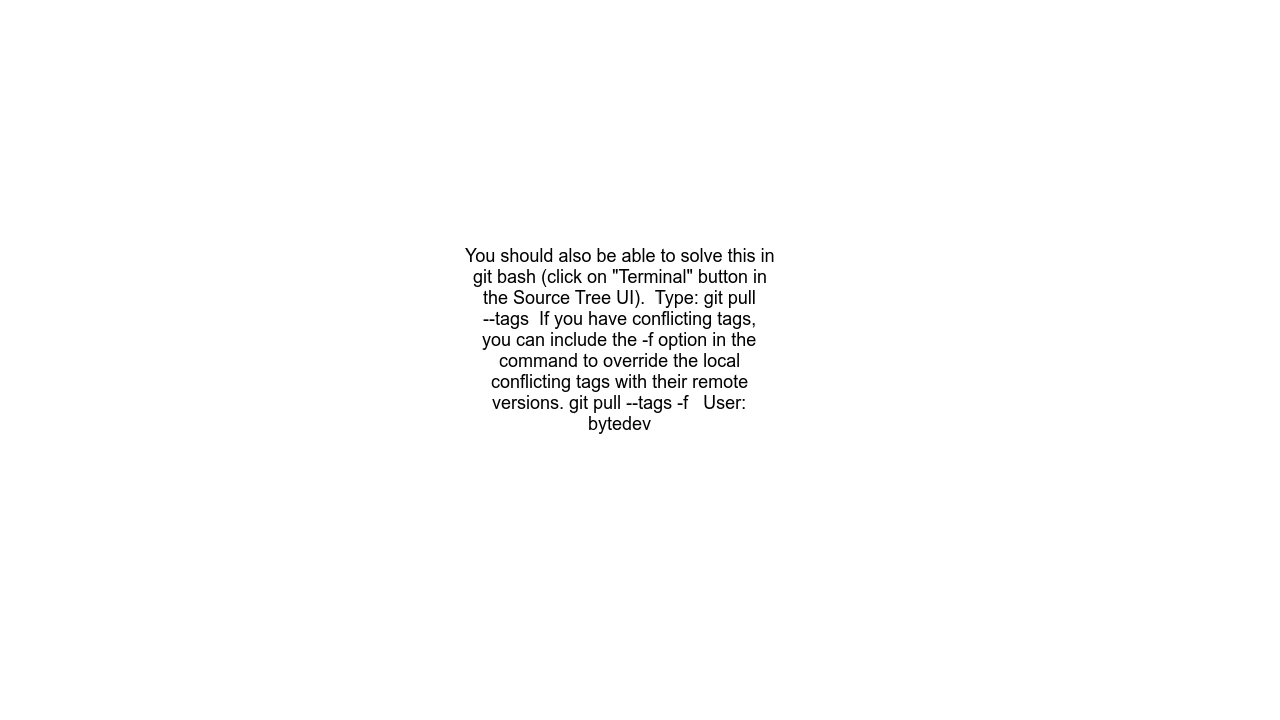 You should also be able to solve this in
git bash (click on "Terminal" button in
the Source Tree UI).  Type: git pull
--tags  If you have conflicting tags,
you can include the -f option in the
command to override the local
conflicting tags with their remote
versions. git pull --tags -f   User:
bytedev